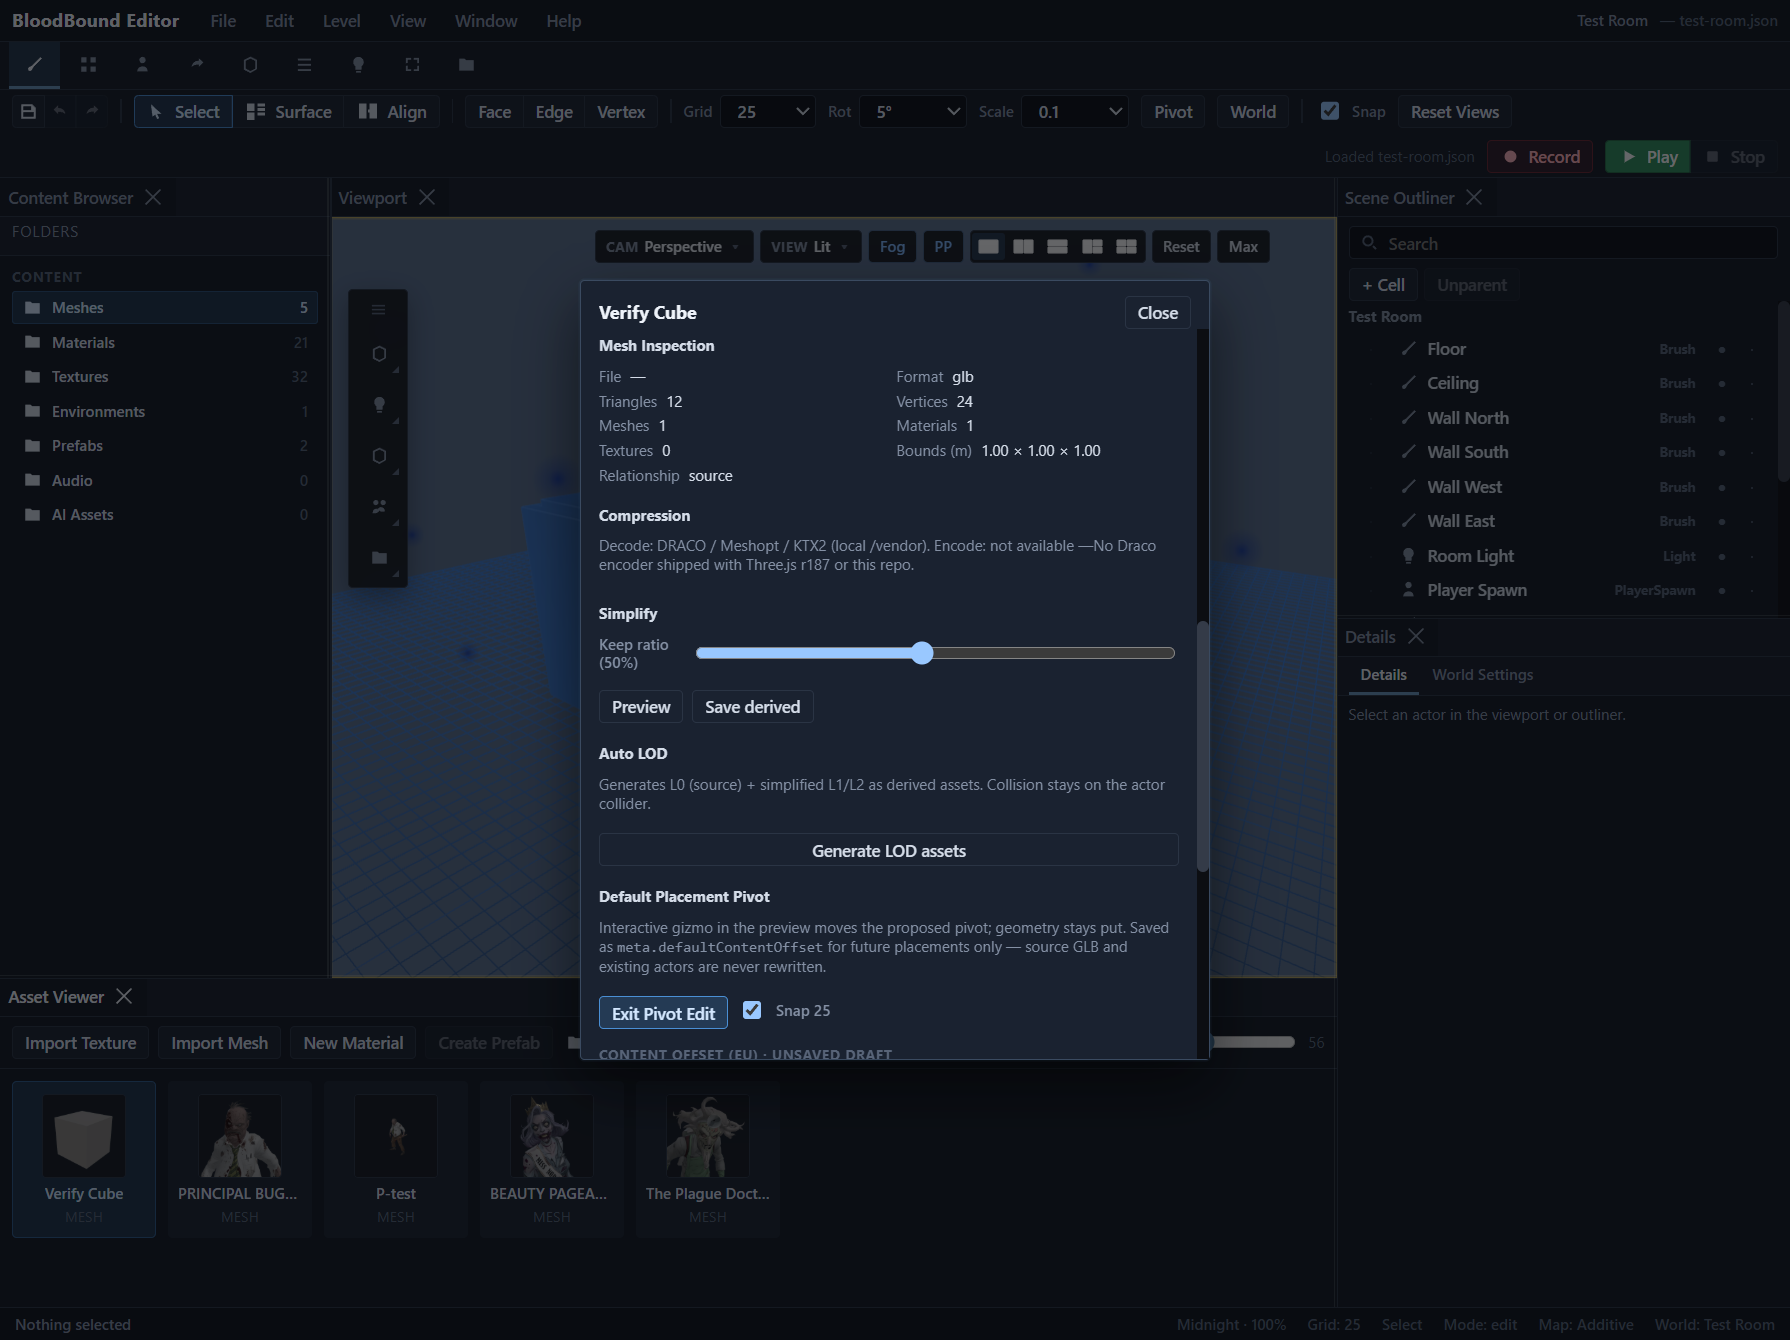 BloodBound Editor File Edit Level View Window Help Test Room — test-room.json
Select Surface Align Face Edge Vertex Grid 25 Rot 5° Scale 0.1 Pivot World Snap Reset Views
Loaded test-room.json Record Play Stop
Content Browser
FOLDERS
CONTENT
Meshes 5
Materials 21
Textures 32
Environments 1
Prefabs 2
Audio 0
AI Assets 0
Viewport
CAM Perspective VIEW Lit Fog PP Reset Max
Verify Cube Close
Mesh Inspection
File — Format glb
Triangles 12 Vertices 24
Meshes 1 Materials 1
Textures 0 Bounds (m) 1.00 × 1.00 × 1.00
Relationship source
Compression
Decode: DRACO / Meshopt / KTX2 (local /vendor). Encode: not available —No Draco
encoder shipped with Three.js r187 or this repo.
Simplify
Keep ratio
(50%)
Preview Save derived
Auto LOD
Generates L0 (source) + simplified L1/L2 as derived assets. Collision stays on the actor
collider.
Generate LOD assets
Default Placement Pivot
Interactive gizmo in the preview moves the proposed pivot; geometry stays put. Saved
as meta.defaultContentOffset for future placements only — source GLB and
existing actors are never rewritten.
Exit Pivot Edit Snap 25
CONTENT OFFSET (EU) · UNSAVED DRAFT
Scene Outliner
Search
+ Cell Unparent
Test Room
Floor Brush
Ceiling Brush
Wall North Brush
Wall South Brush
Wall West Brush
Wall East Brush
Room Light Light
Player Spawn PlayerSpawn
Details
Details World Settings
Select an actor in the viewport or outliner.
Asset Viewer
Import Texture Import Mesh New Material Create Prefab 56
Verify Cube
MESH
PRINCIPAL BUG...
MESH
P-test
MESH
BEAUTY PAGEA...
MESH
The Plague Doct...
MESH
Nothing selected Midnight · 100% Grid: 25 Select Mode: edit Map: Additive World: Test Room